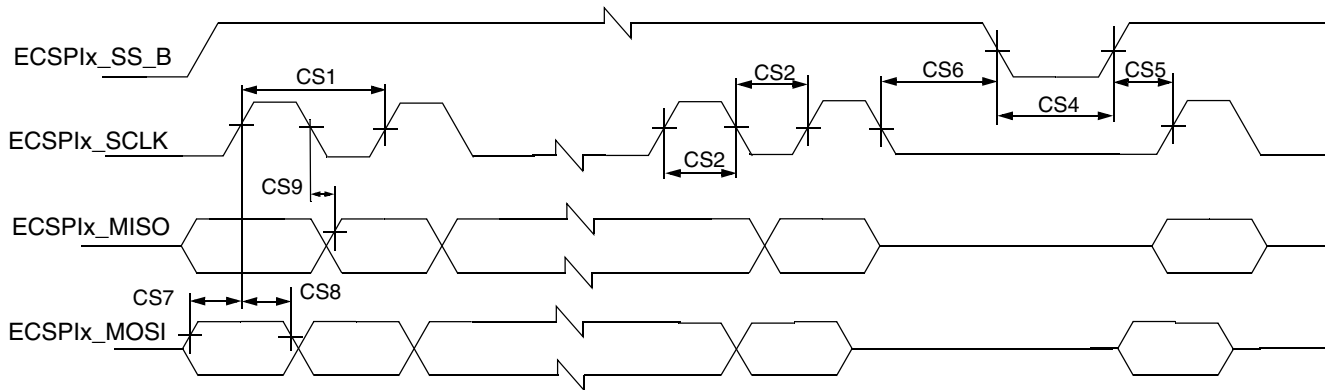 ECSPIx_SS_B
CS1
CS2
CS6
CS5
CS4
ECSPIx_SCLK
CS2
CS9
ECSPIx_MISO
CS7
CS8
ECSPIx_MOSI